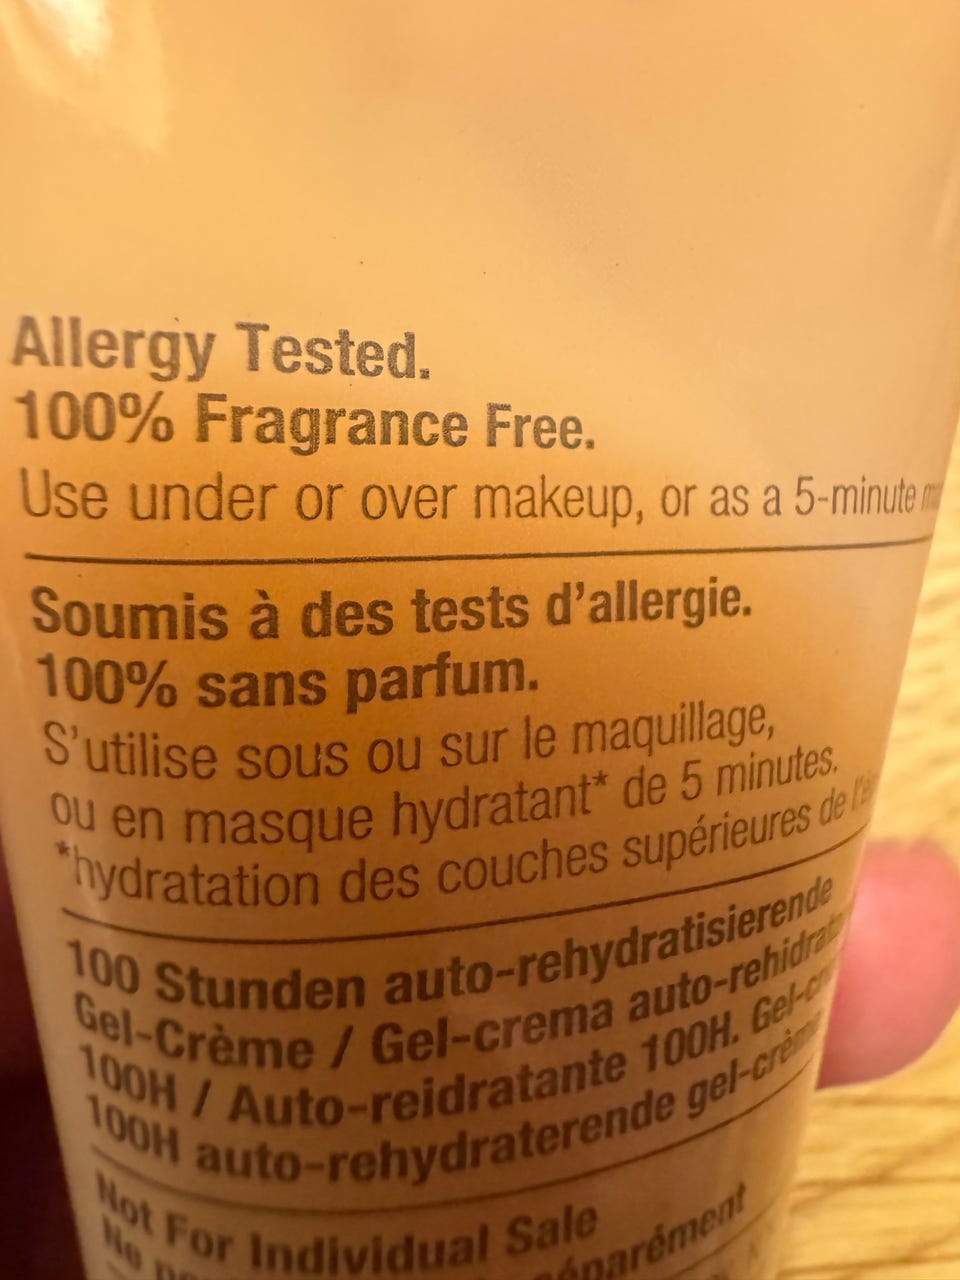 Allergy Tested.
100% Fragrance Free.
Use under or over makeup, or as a 5-minute
Soumis à des tests d'allergie.
100% sans parfum.
S'utilise sous ou sur le maquillage,
ou en masque hydratant* de 5 minutes.
*hydratation des couches supérieures de
100 Stunden auto-rehydratisierende
Gel-Crème / Gel-crema auto-rehidrat
100H / Auto-reidratante 100H. Gel-cr
100H auto-rehydraterende gel-crème
Not For Individual Sale
séparément